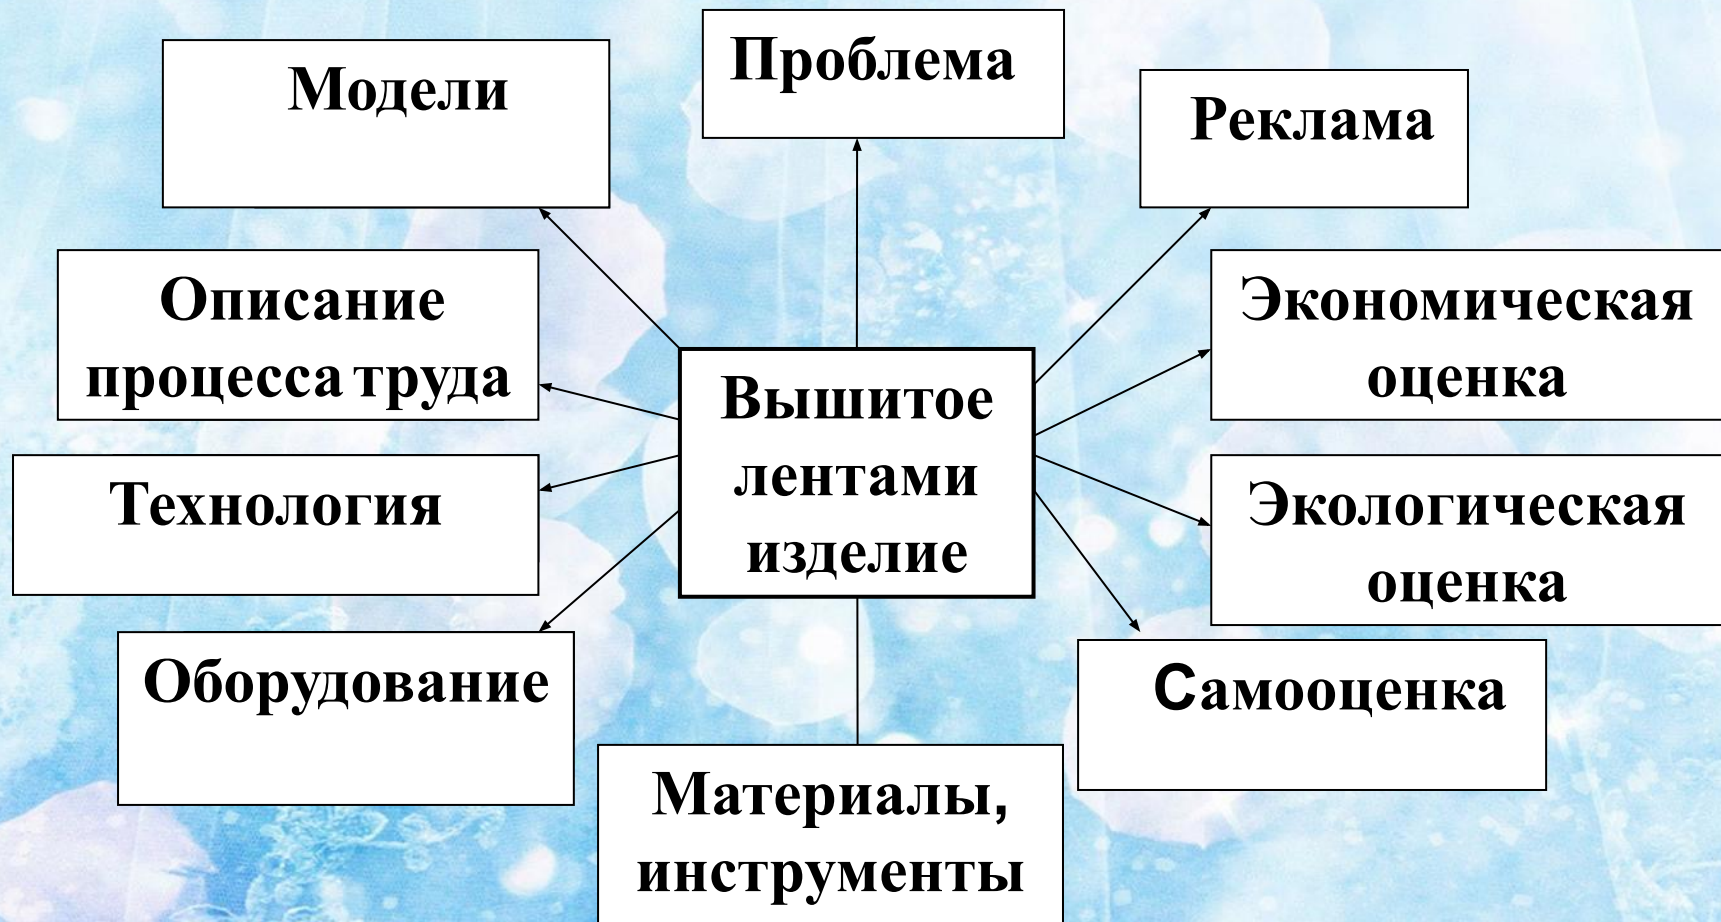 Проблема
Модели
Реклама
Описание
процесса труда
Экономическая
оценка
Вышитое
лентами
изделие
Технология
Экологическая
оценка
Оборудование
Самооценка
Материалы,
инструменты